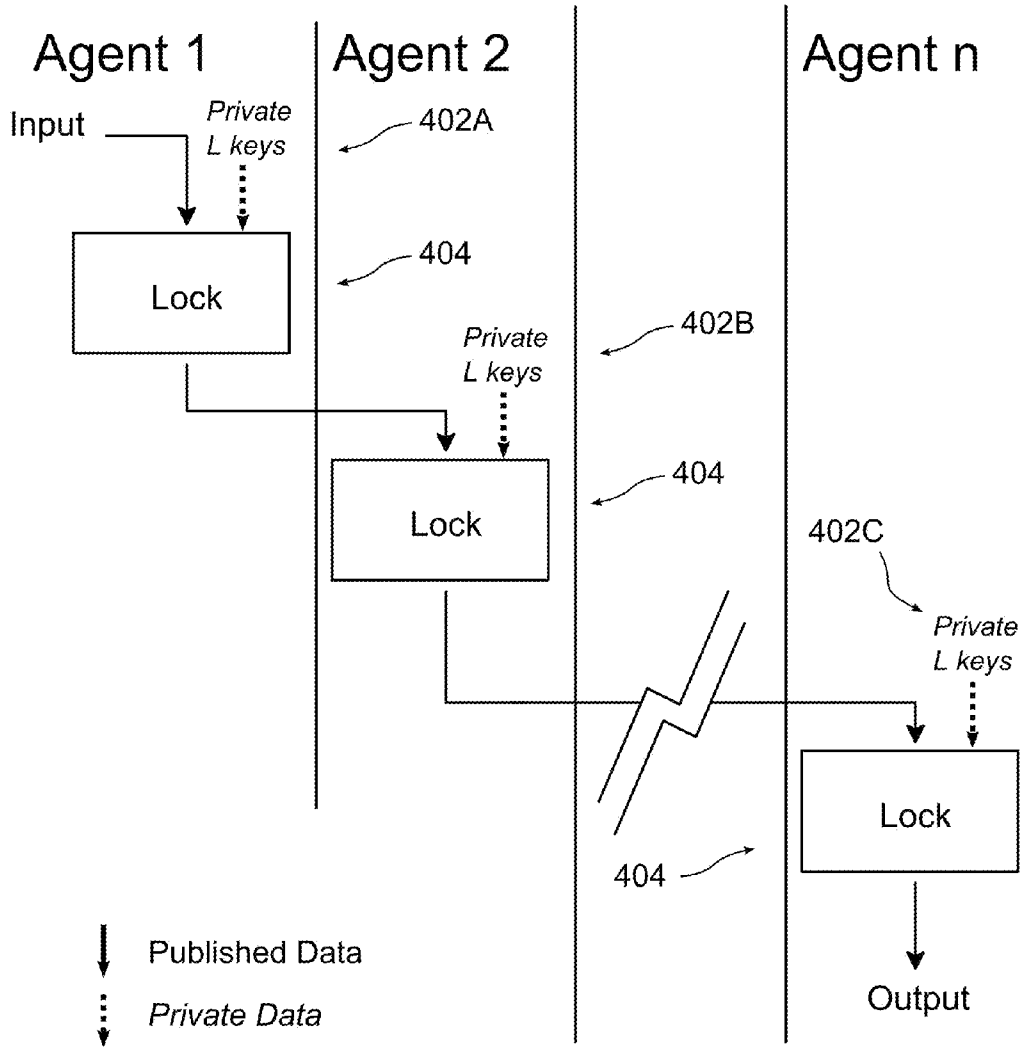 Agent 1
Agent 2
Agent n
Input
Private
L keys
402A
Lock
404
Private
L keys
402B
Lock
404
402C
Private
L keys
Lock
404
Output
Published Data
Private Data